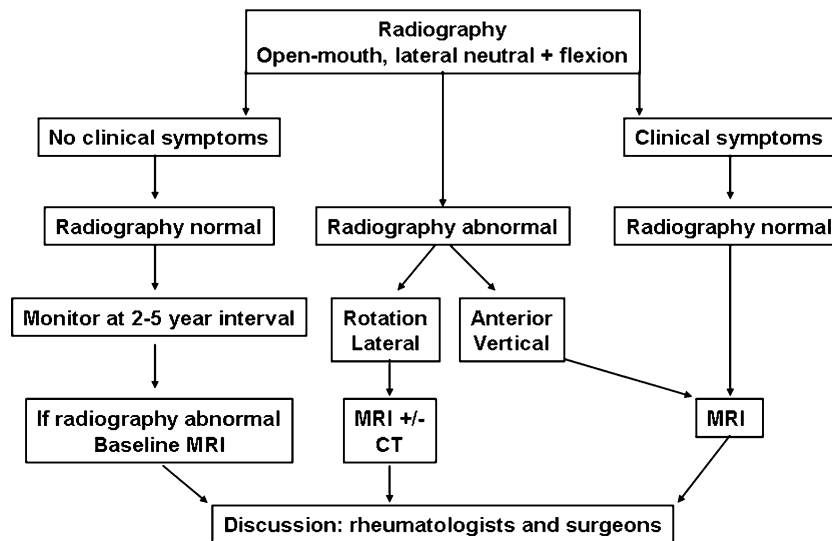 Radiography
Open-mouth, lateral neutral + flexion
No clinical symptoms
Clinical symptoms
Radiography normal
Radiography abnormal
Radiography normal
Monitor at 2-5 year interval
Rotation
Lateral
Anterior
Vertical
If radiography abnormal
Baseline MRI
MRI +/-
CT
MRI
Discussion: rheumatologists and surgeons